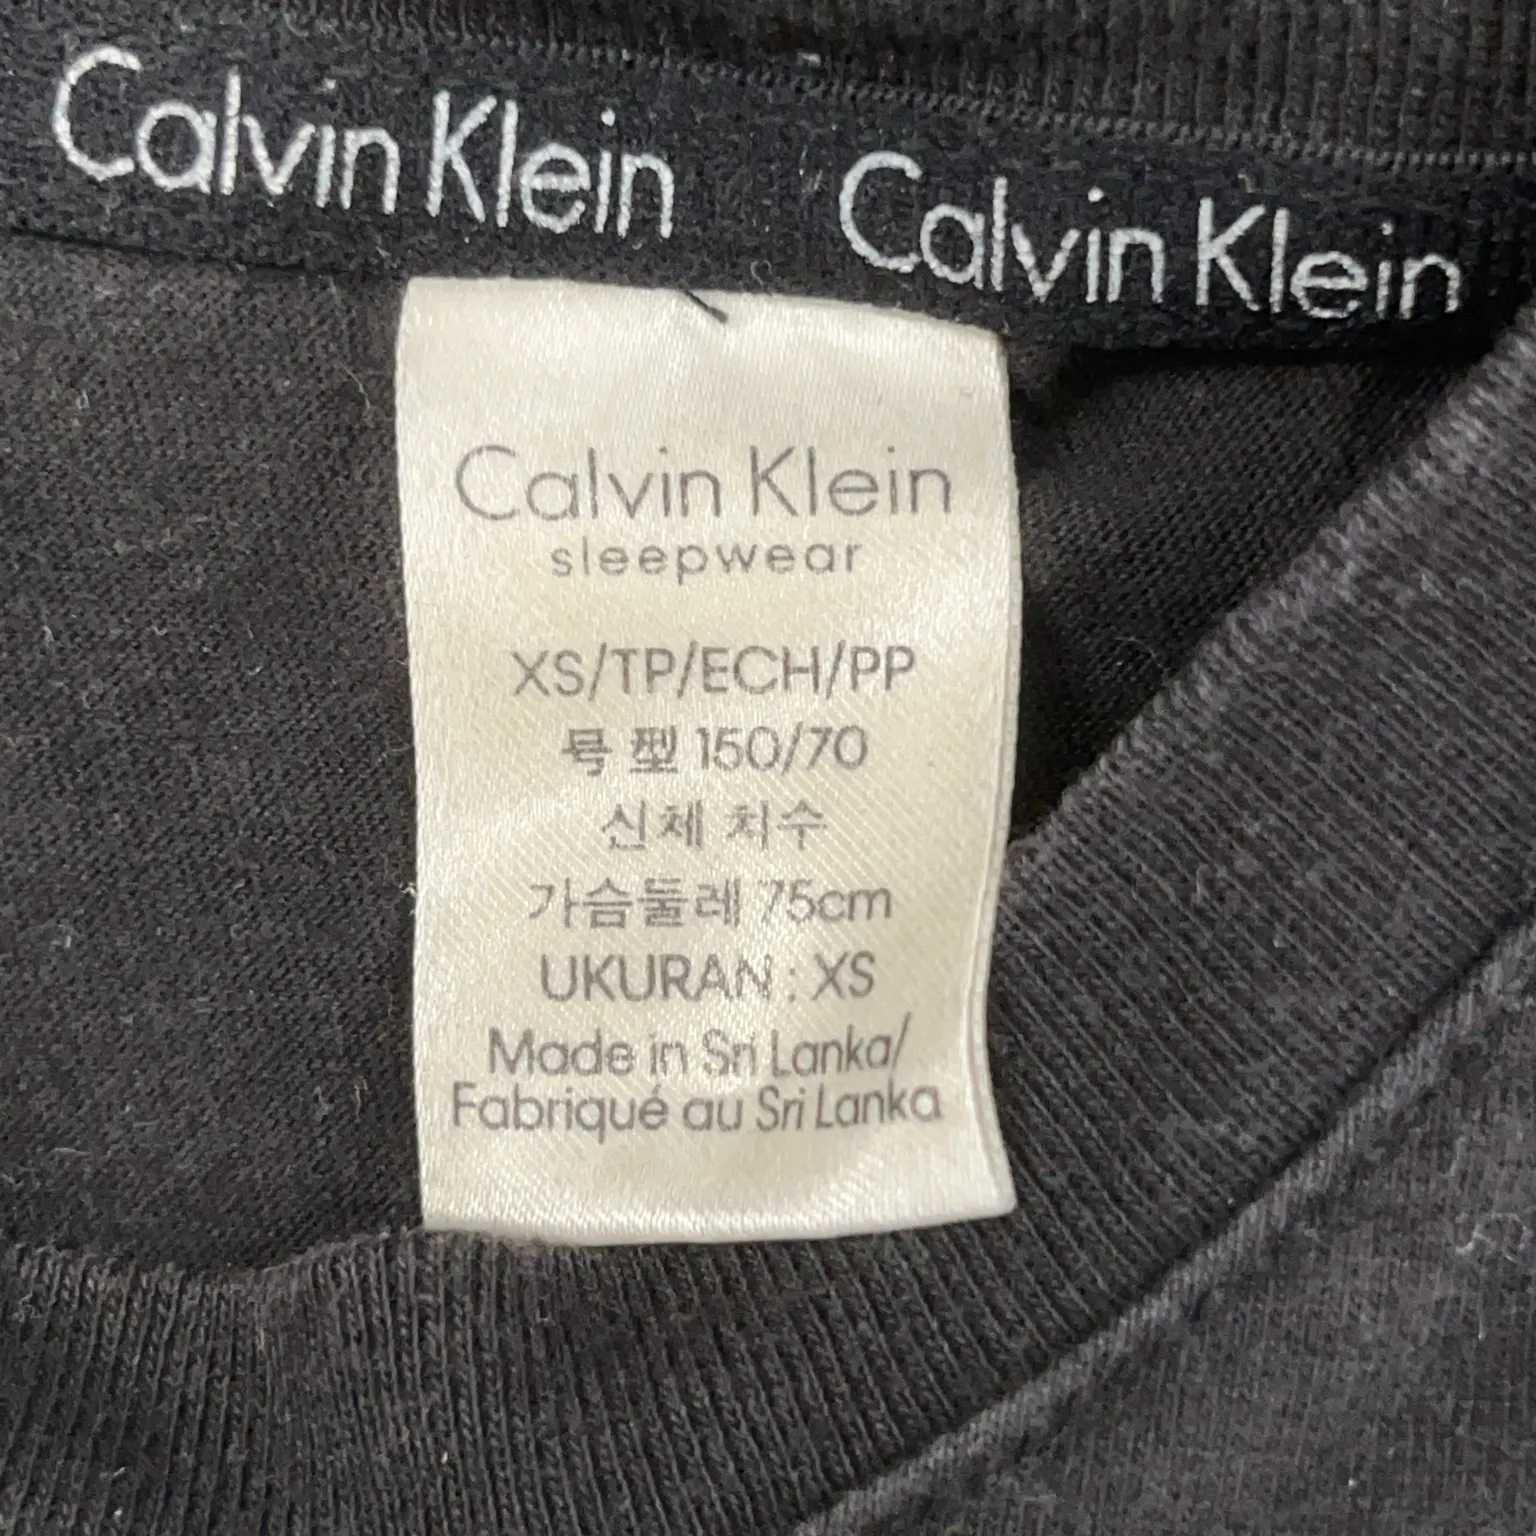 Calvin Klein Calvin Klein
Calvin Klein
sleepwear
XS/TP/ECH/PP
号型 150/70
신체 치수
가슴둘레 75cm
UKURAN : XS
Made in Sri Lanka/
Fabriqué au Sri Lanka